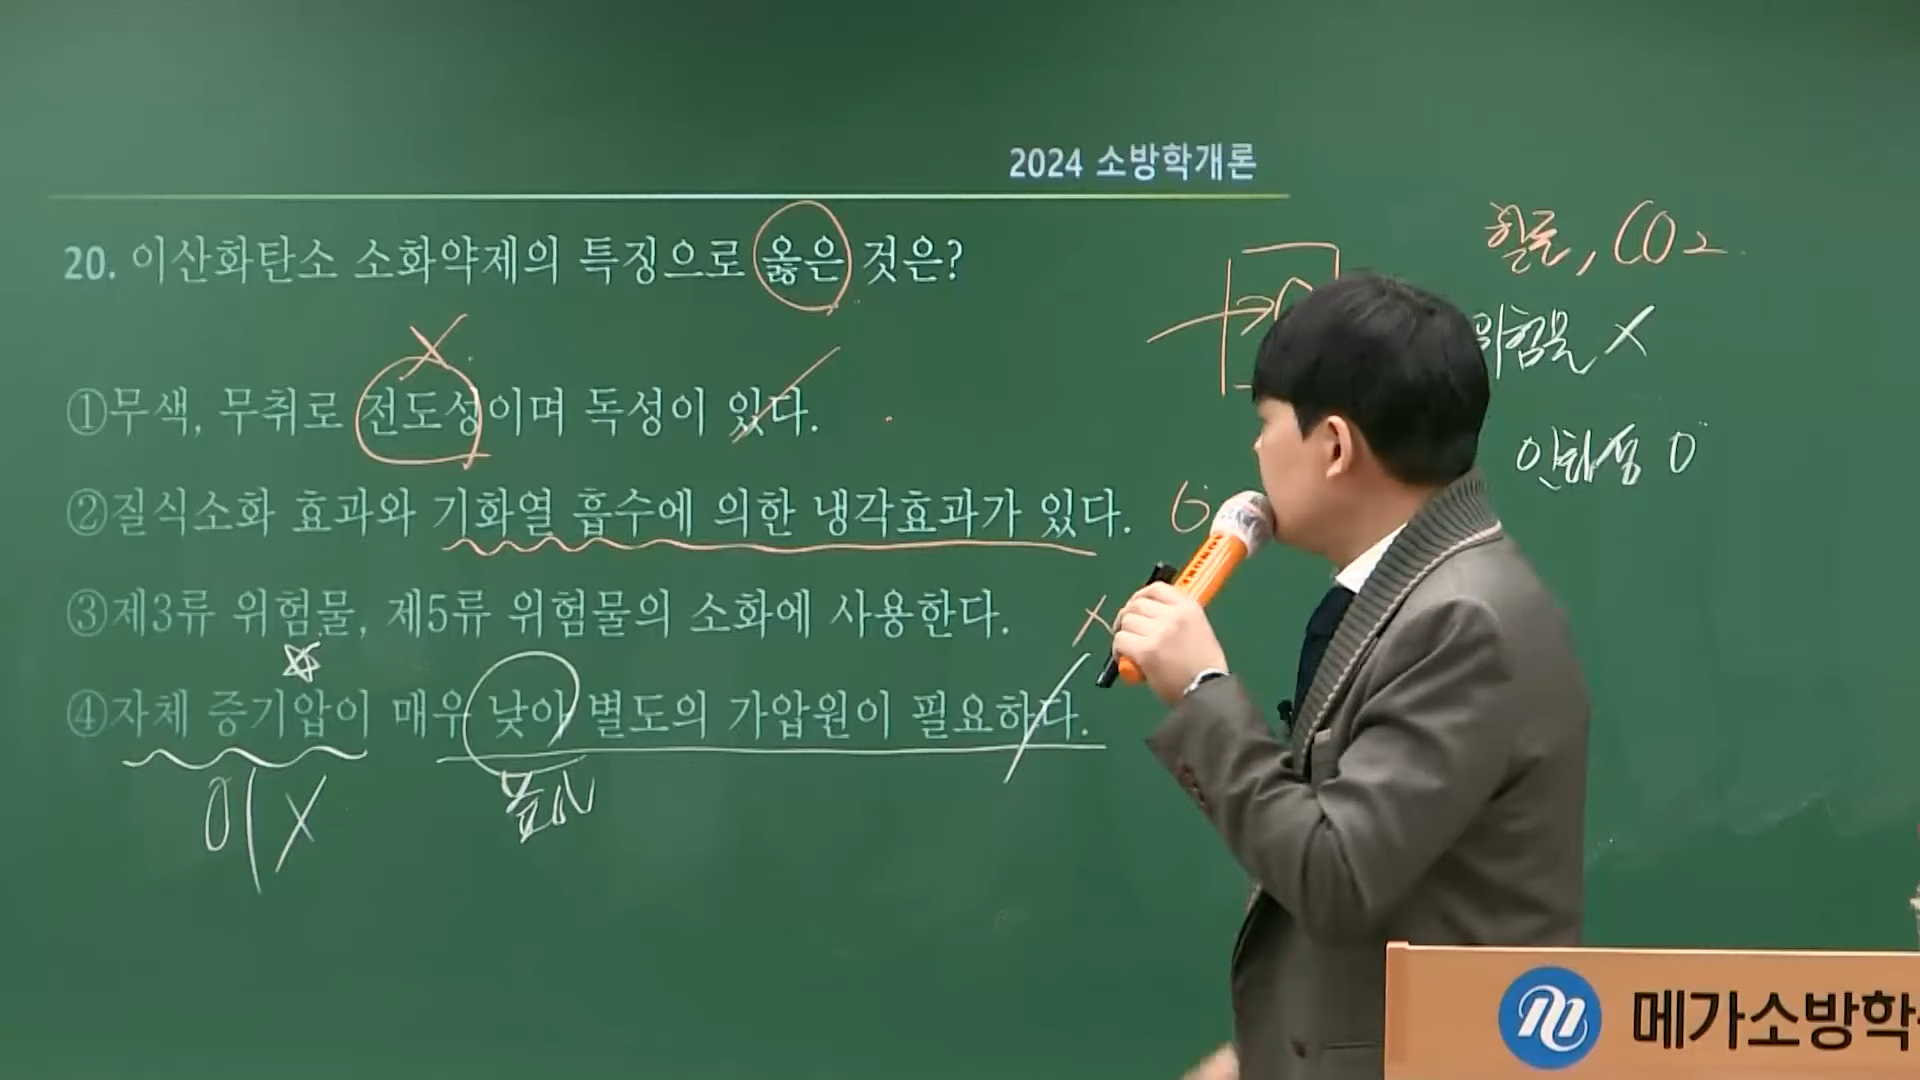 2024 소방학개론
20. 이산화탄소 소화약제의 특징으로 옳은 것은?
①무색, 무취로 전도성이며 독성이 있다.
②질식소화 효과와 기화열 흡수에 의한 냉각효과가 있다.
③제3류 위험물, 제5류 위험물의 소화에 사용한다.
④자체 증기압이 매우 낮아 별도의 가압원이 필요하다.
할론, CO2
위험물 X
메가소방학